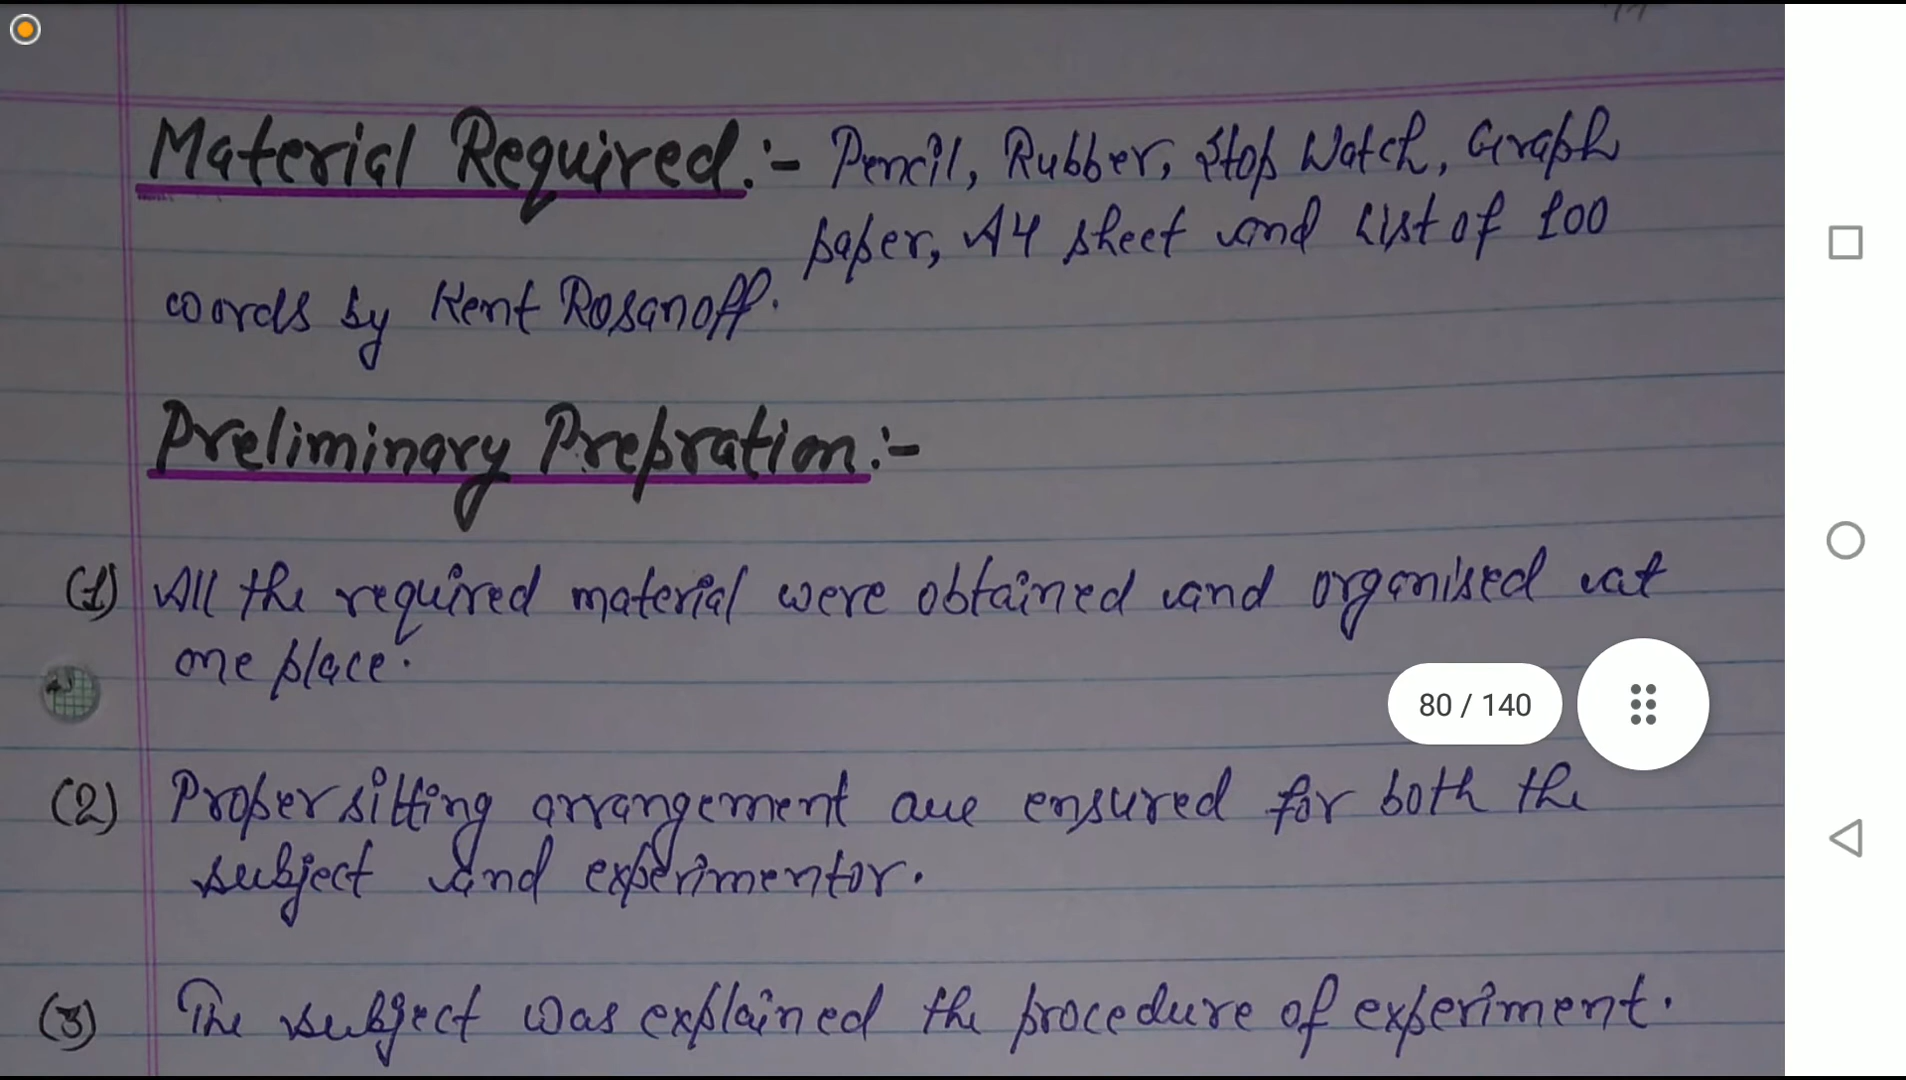 Material Required:- Pencil, Rubber, Stop Watch, Graph
paper, A4 sheet and List of 100
words by Kent Rosanoff.
Preliminary Prepration:-
(1) All the required material were obtained and organised at
one place.
80 / 140
(2) Proper sitting arrangement are ensured for both the
subject and experimentor.
(3) The subject was explained the procedure of experiment.